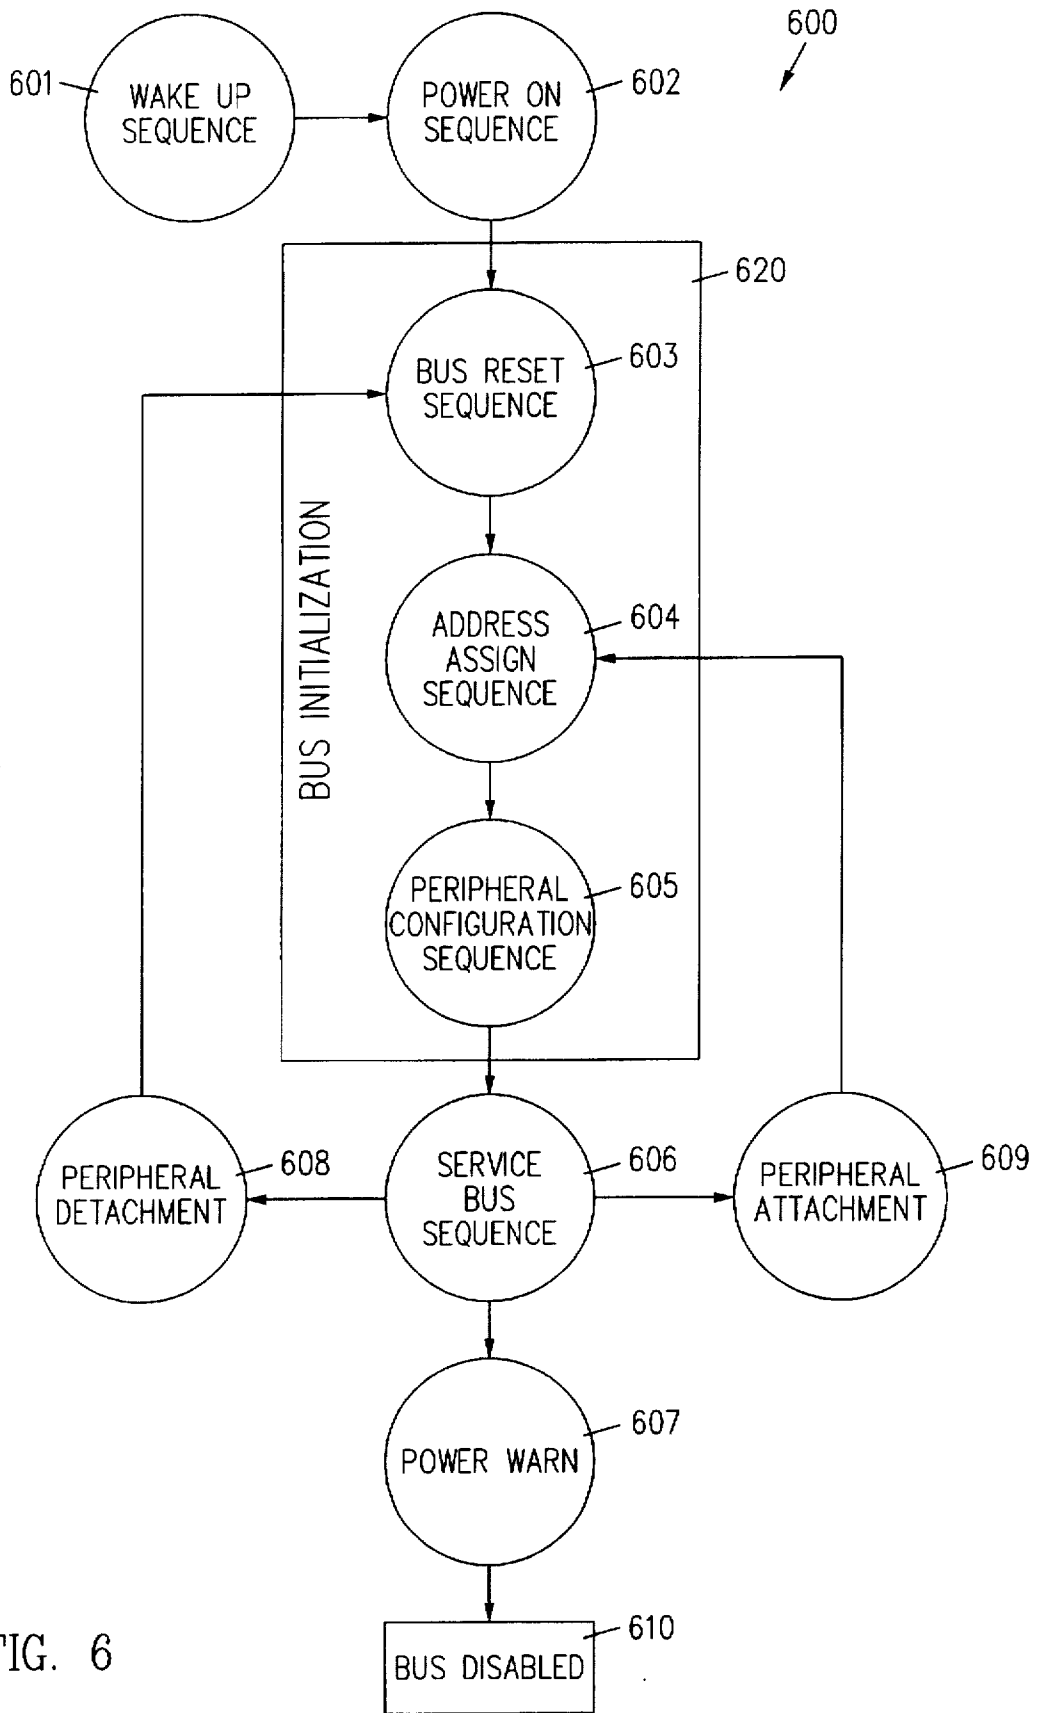 600
601
WAKE UP
SEQUENCE
POWER ON
SEQUENCE
602
620
BUS RESET
SEQUENCE
603
BUS INITIALIZATION
ADDRESS
ASSIGN
SEQUENCE
604
PERIPHERAL
CONFIGURATION
SEQUENCE
605
PERIPHERAL
DETACHMENT
608
SERVICE
BUS
SEQUENCE
606
PERIPHERAL
ATTACHMENT
609
POWER WARN
607
BUS DISABLED
610
FIG. 6